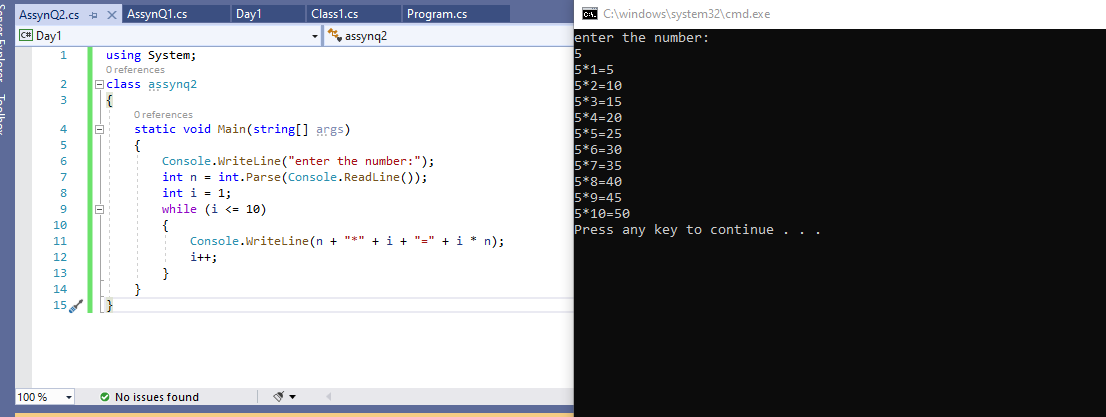 Server Explorer
Toolbox
AssynQ2.cs
AssynQ1.cs
Day1
Class1.cs
Program.cs
C# Day1
assynq2
1 using System;
0 references
2 class assynq2
3 {
0 references
4 static void Main(string[] args)
5 {
6 Console.WriteLine("enter the number:");
7 int n = int.Parse(Console.ReadLine());
8 int i = 1;
9 while (i <= 10)
10 {
11 Console.WriteLine(n + "*" + i + "=" + i * n);
12 i++;
13 }
14 }
15 }
100 %
No issues found
C:\windows\system32\cmd.exe
enter the number:
5
5*1=5
5*2=10
5*3=15
5*4=20
5*5=25
5*6=30
5*7=35
5*8=40
5*9=45
5*10=50
Press any key to continue . . .